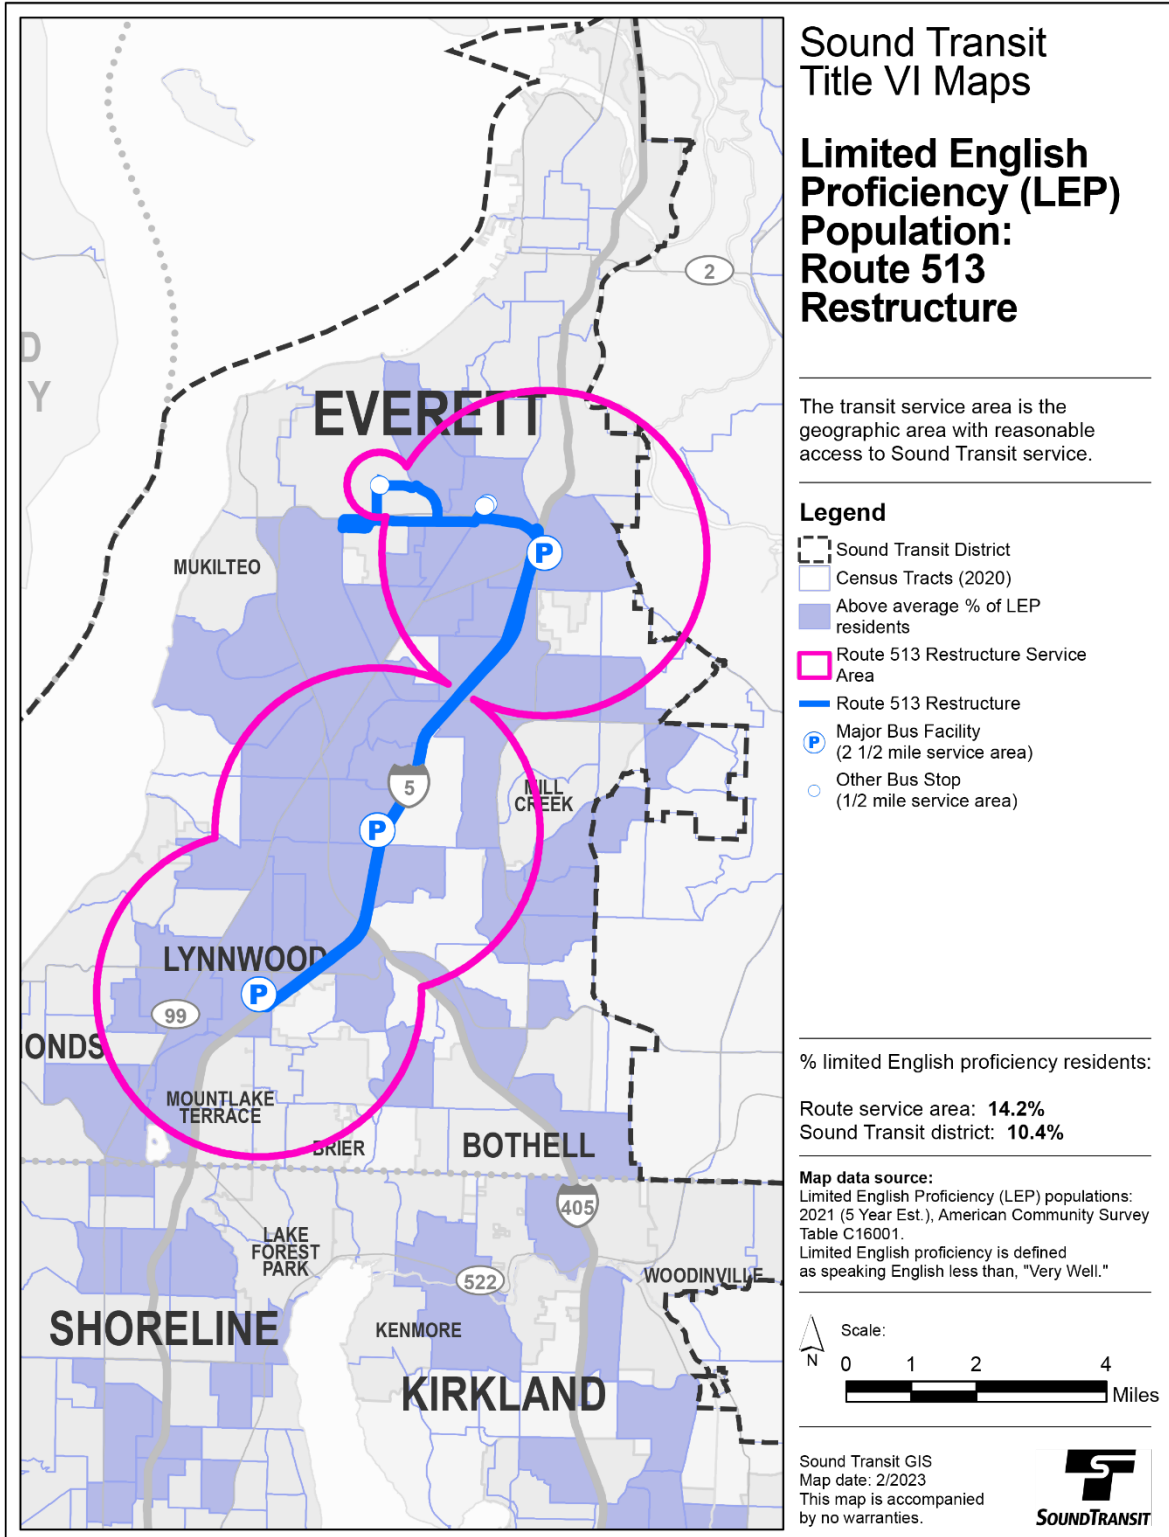 Sound Transit
Title VI Maps
Limited English
Proficiency (LEP)
Population:
Route 513
Restructure
The transit service area is the
geographic area with reasonable
access to Sound Transit service.
Legend
Sound Transit District
Census Tracts (2020)
Above average % of LEP
residents
Route 513 Restructure Service
Area
Route 513 Restructure
P
Major Bus Facility
(2 1/2 mile service area)
Other Bus Stop
(1/2 mile service area)
% limited English proficiency residents:
Route service area: 14.2%
Sound Transit district: 10.4%
Map data source:
Limited English Proficiency (LEP) populations:
2021 (5 Year Est.), American Community Survey
Table C16001.
Limited English proficiency is defined
as speaking English less than, "Very Well."
N
Scale:
0 1 2 4
Miles
Sound Transit GIS
Map date: 2/2023
This map is accompanied
by no warranties.
SOUNDTRANSIT
2
D
Y
EVERETT
P
MUKILTEO
5
MILL
CREEK
P
LYNNWOOD
P
99
ONDS
MOUNTLAKE
TERRACE
BRIER
BOTHELL
405
LAKE
FOREST
PARK
522
WOODINVILLE
SHORELINE
KENMORE
KIRKLAND